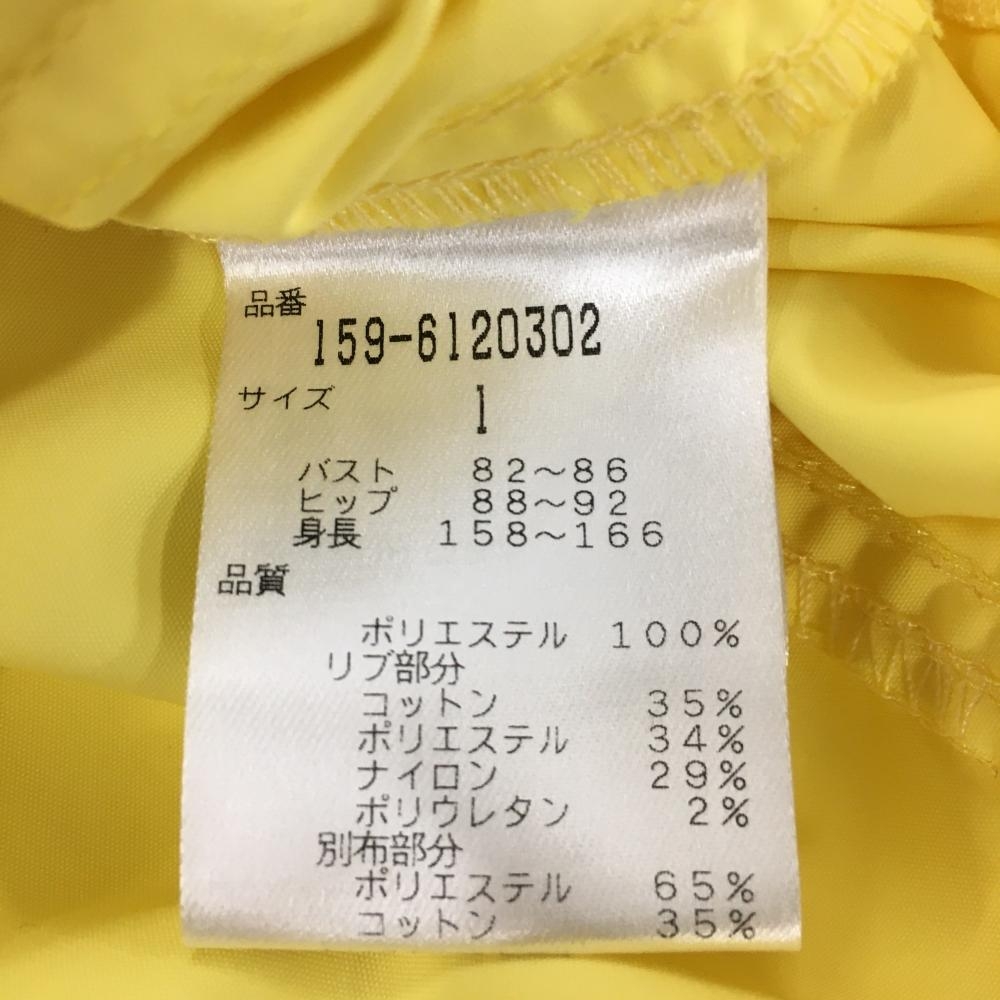 品番
159-6120302
サイズ 1
バスト 82〜86
ヒップ 88〜92
身長 158〜166
品質
ポリエステル 100%
リブ部分
コットン 35%
ポリエステル 34%
ナイロン 29%
ポリウレタン 2%
別布部分
ポリエステル 65%
コットン 35%